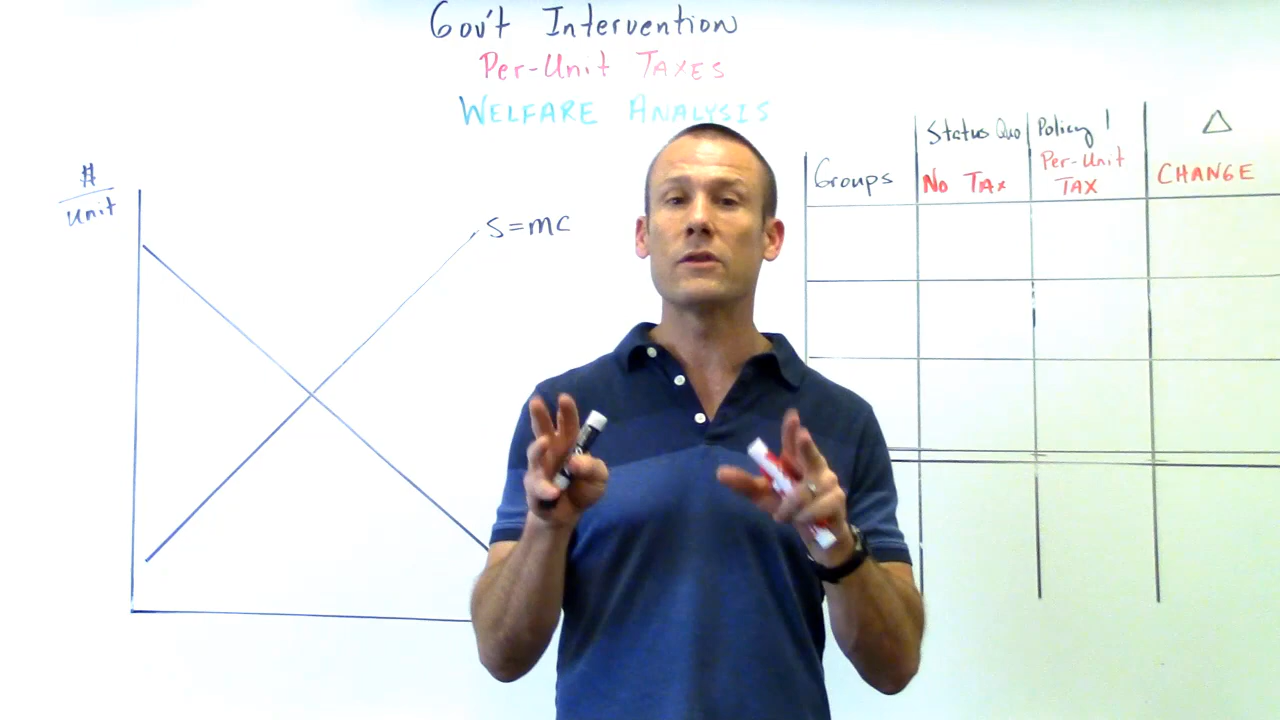 Gov't Intervention
Per-Unit Taxes
Welfare Analysis
$
unit
S=MC
Groups
Status Quo
No Tax
Policy 1
Per-Unit
Tax
Δ
Change